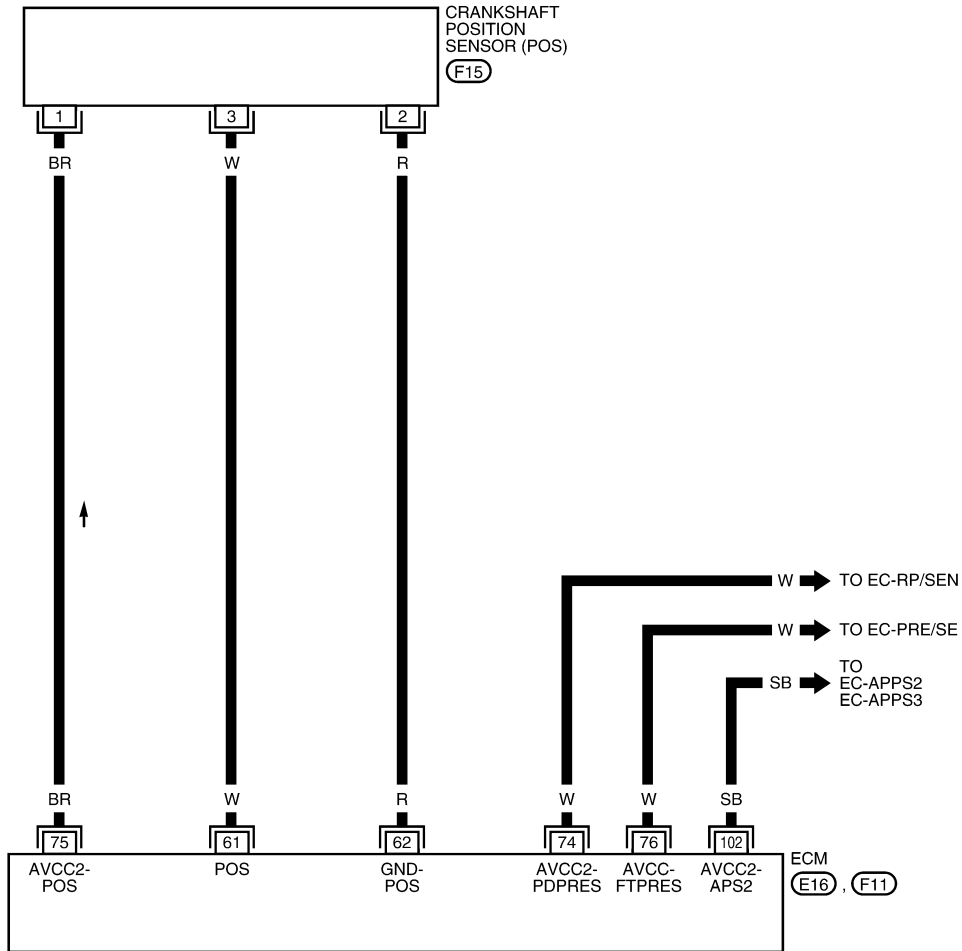 CRANKSHAFT
POSITION
SENSOR (POS)
F15
1 3 2
BR W R
W TO EC-RP/SEN
W TO EC-PRE/SE
TO
SB EC-APPS2
EC-APPS3
BR W R W W SB
75 61 62 74 76 102
ECM
E16 , F11
AVCC2- POS GND- AVCC2- AVCC- AVCC2-
POS POS PDPRES FTPRES APS2